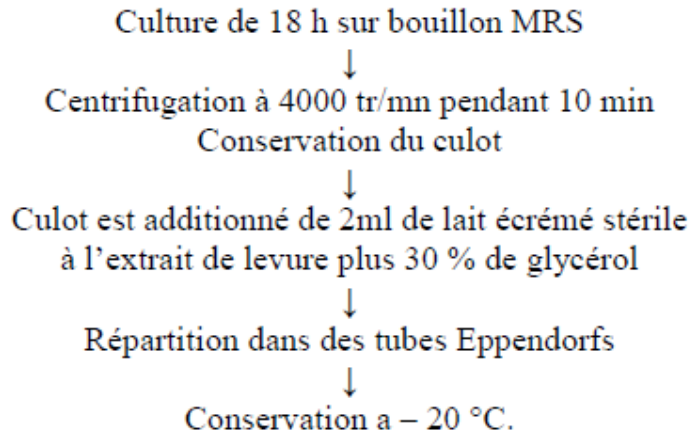 Culture de 18 h sur bouillon MRS
↓
Centrifugation à 4000 tr/mn pendant 10 min
Conservation du culot
↓
Culot est additionné de 2ml de lait écrémé stérile
à l’extrait de levure plus 30 % de glycérol
↓
Répartition dans des tubes Eppendorfs
↓
Conservation a – 20 °C.